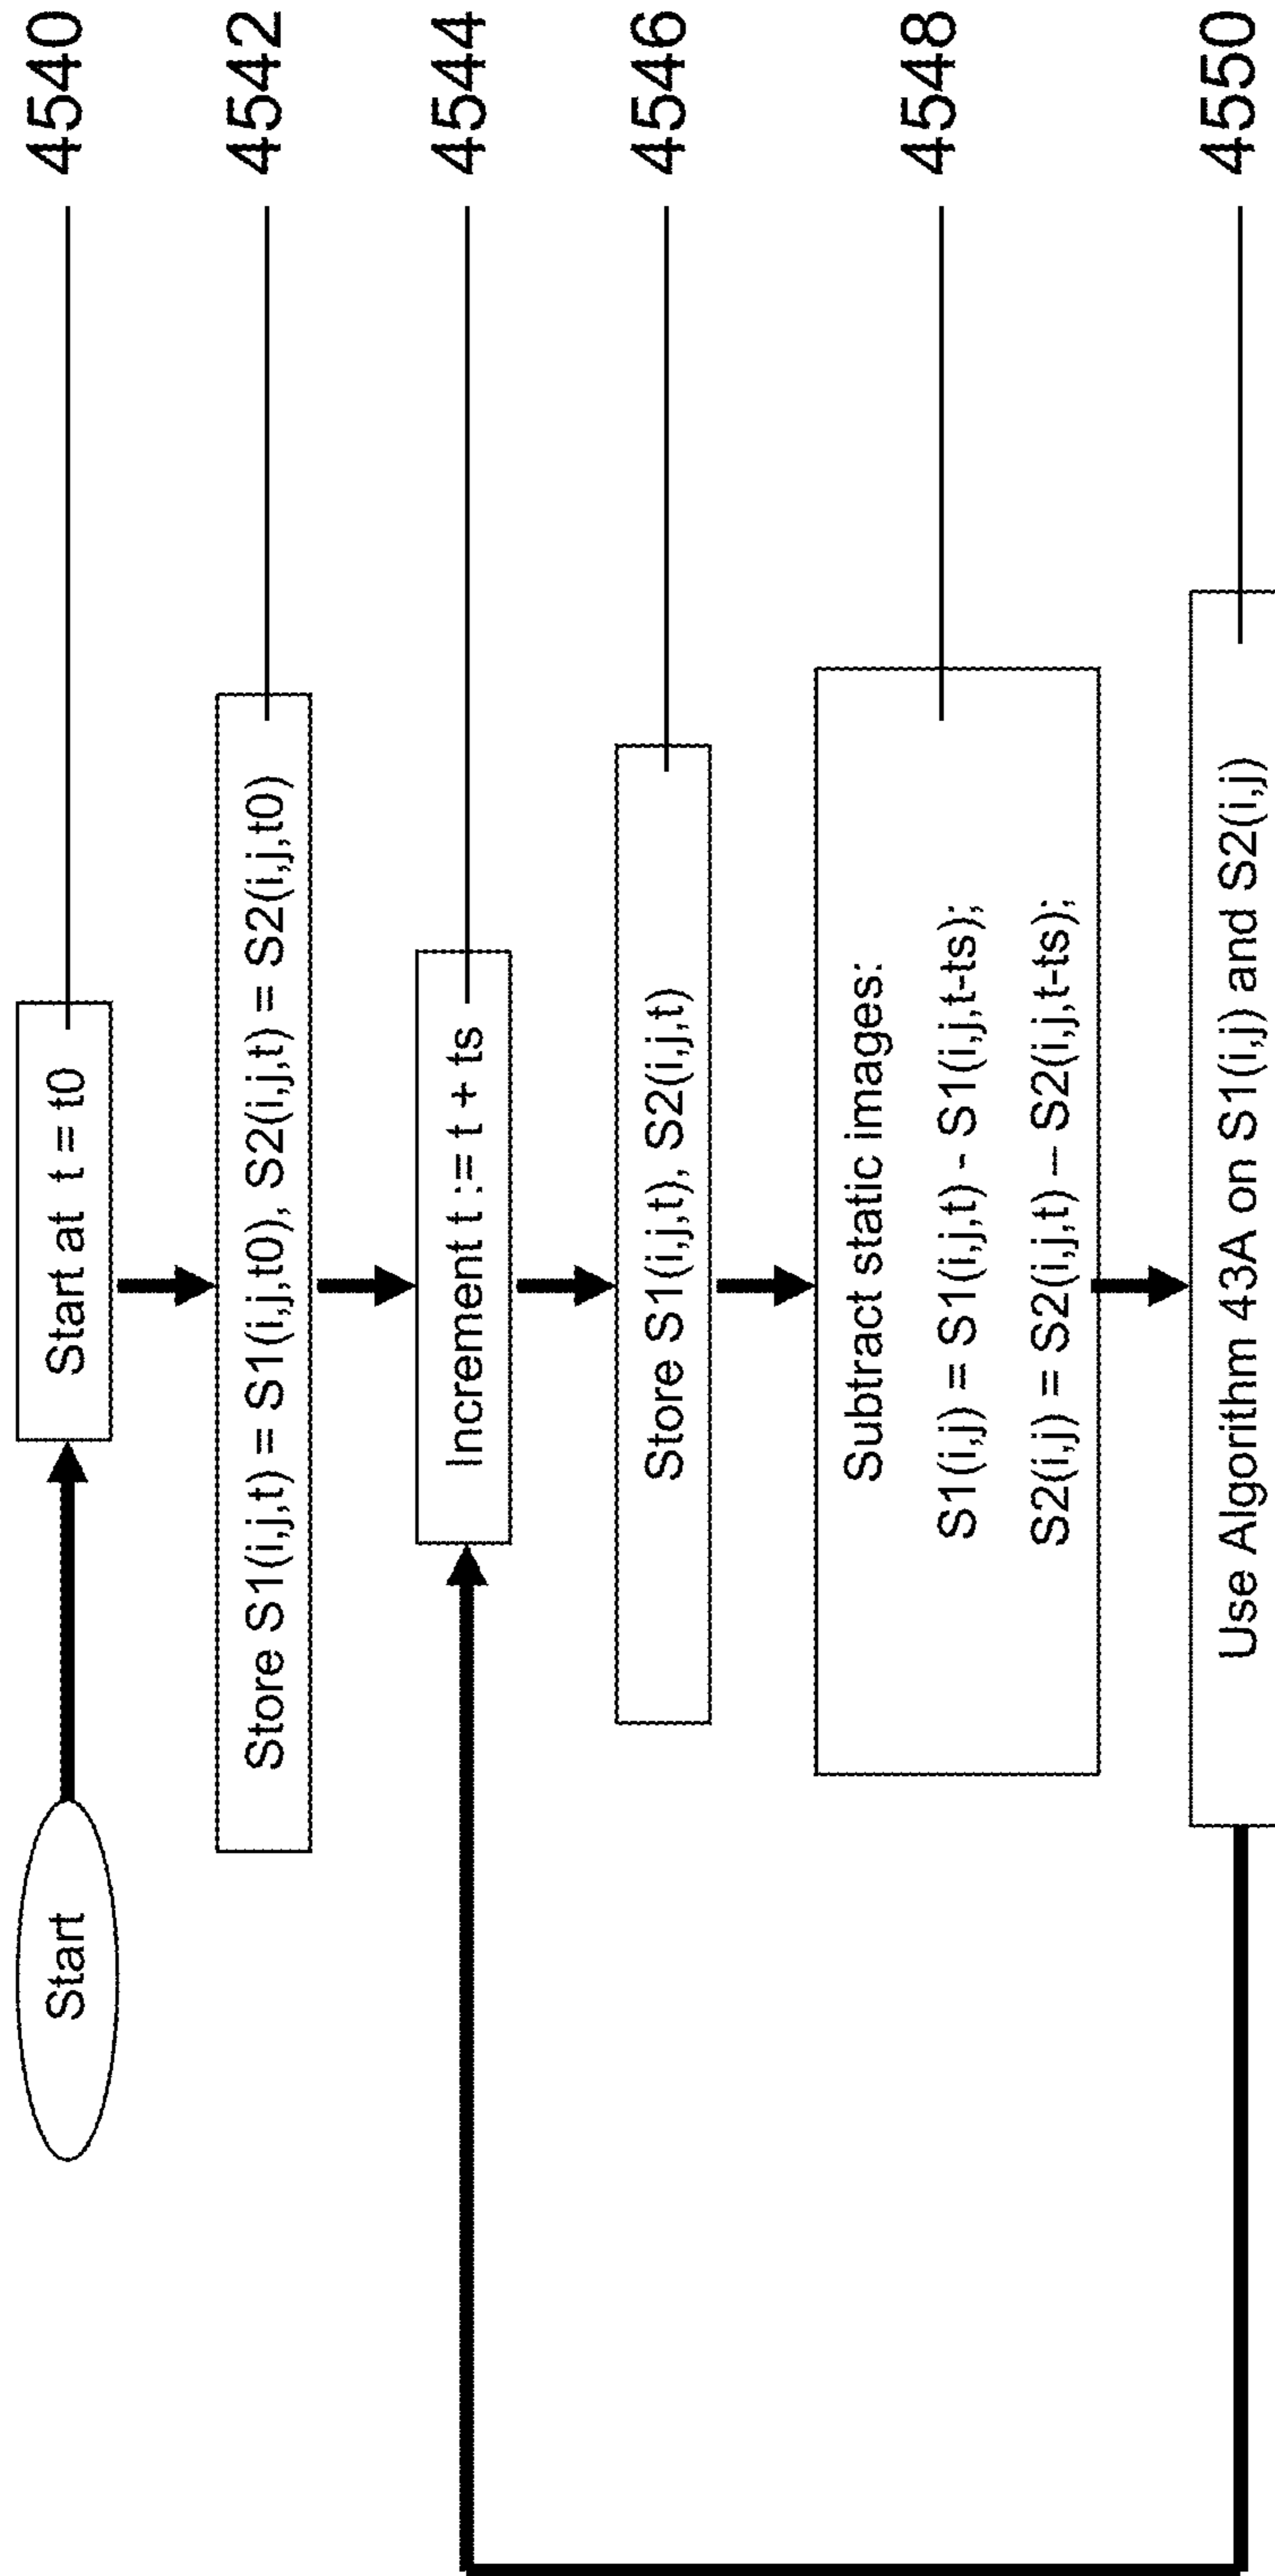 Start
Start at t = t0
4540
Store S1(i,j,t) = S1(i,j,t0), S2(i,j,t) = S2(i,j,t0)
4542
Increment t := t + ts
4544
Store S1(i,j,t), S2(i,j,t)
4546
Subtract static images:
S1(i,j) = S1(i,j,t) - S1(i,j,t-ts);
S2(i,j) = S2(i,j,t) – S2(i,j,t-ts);
4548
Use Algorithm 43A on S1(i,j) and S2(i,j)
4550